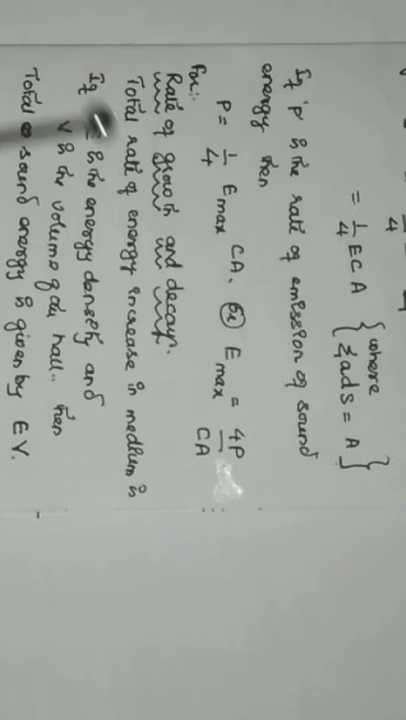 4
= 1/4 E C A { where Σads = A }
If 'P' is the rate of emission of sound
energy then
P = 1/4 Emax CA. (or) Emax = 4P/CA
For:-
Rate of growth and decay.
Total rate of energy increase in medium is
If is the energy density and
V is the volume of the hall.. then
Total sound energy is given by EV.